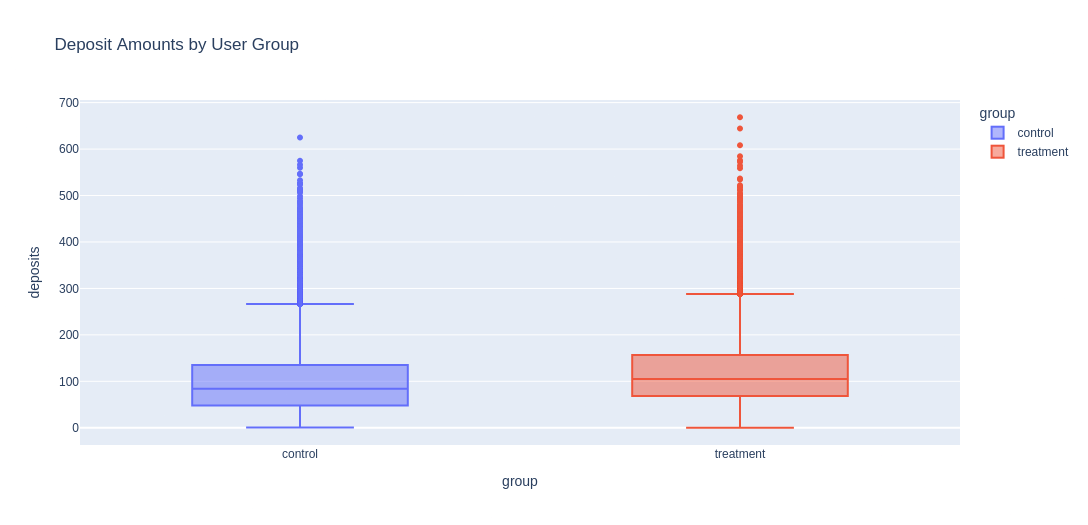 Deposit Amounts by User Group
700
600
500
400
300
200
100
0
deposits
control
treatment
group
group
control
treatment